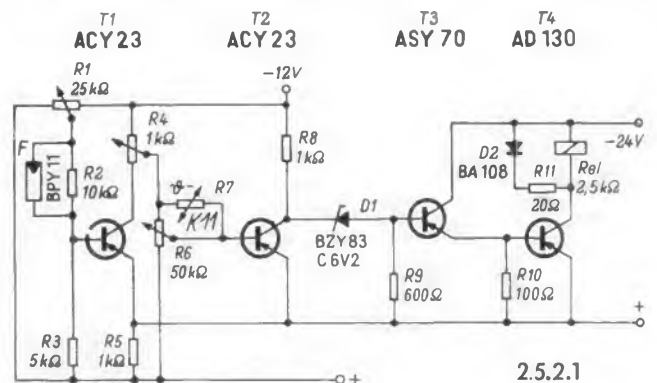 T1 T2 T3 T4
ACY 23 ACY 23 ASY 70 AD 130
-12V
R1
25kΩ
R4
1kΩ
R8
1kΩ
-24V
F
BPY 11
R2
10kΩ
ϑ-
R7
K11
D2
BA 108
R11
20Ω
Rel
2,5kΩ
D1
BZY 83
C6V2
R6
50kΩ
R9
600Ω
R10
100Ω
+
R3
5kΩ
R5
1kΩ
+
2.5.2.1